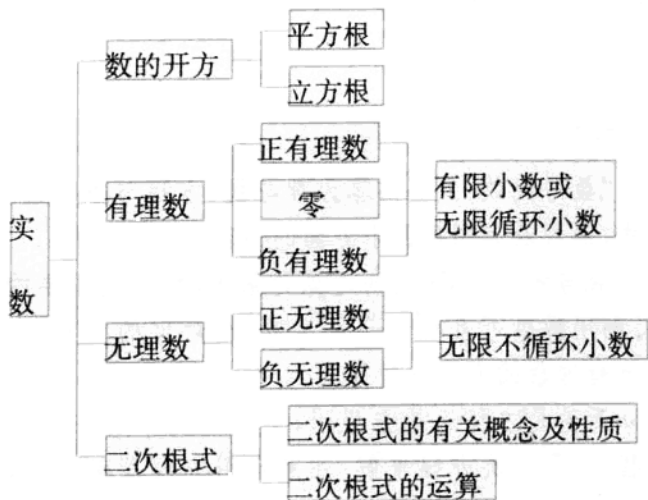 实
数
数的开方
平方根
立方根
有理数
正有理数
零
负有理数
有限小数或
无限循环小数
无理数
正无理数
负无理数
无限不循环小数
二次根式
二次根式的有关概念及性质
二次根式的运算